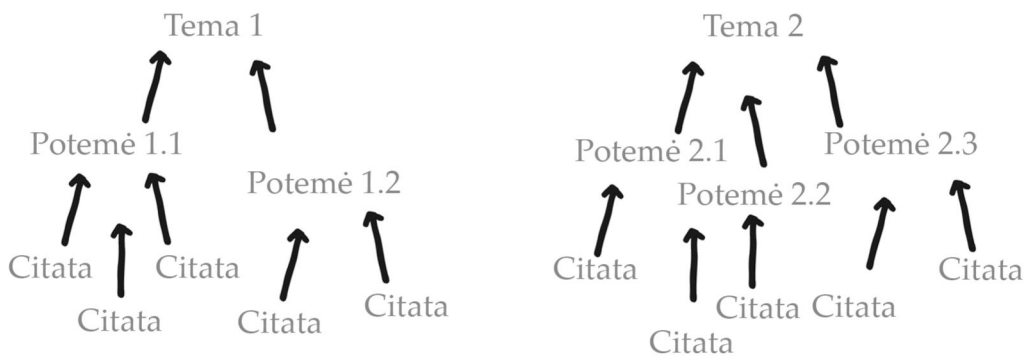 Tema 1
Tema 2
Potemė 1.1
Potemė 1.2
Potemė 2.1
Potemė 2.2
Potemė 2.3
Citata
Citata
Citata
Citata
Citata
Citata
Citata
Citata
Citata
Citata